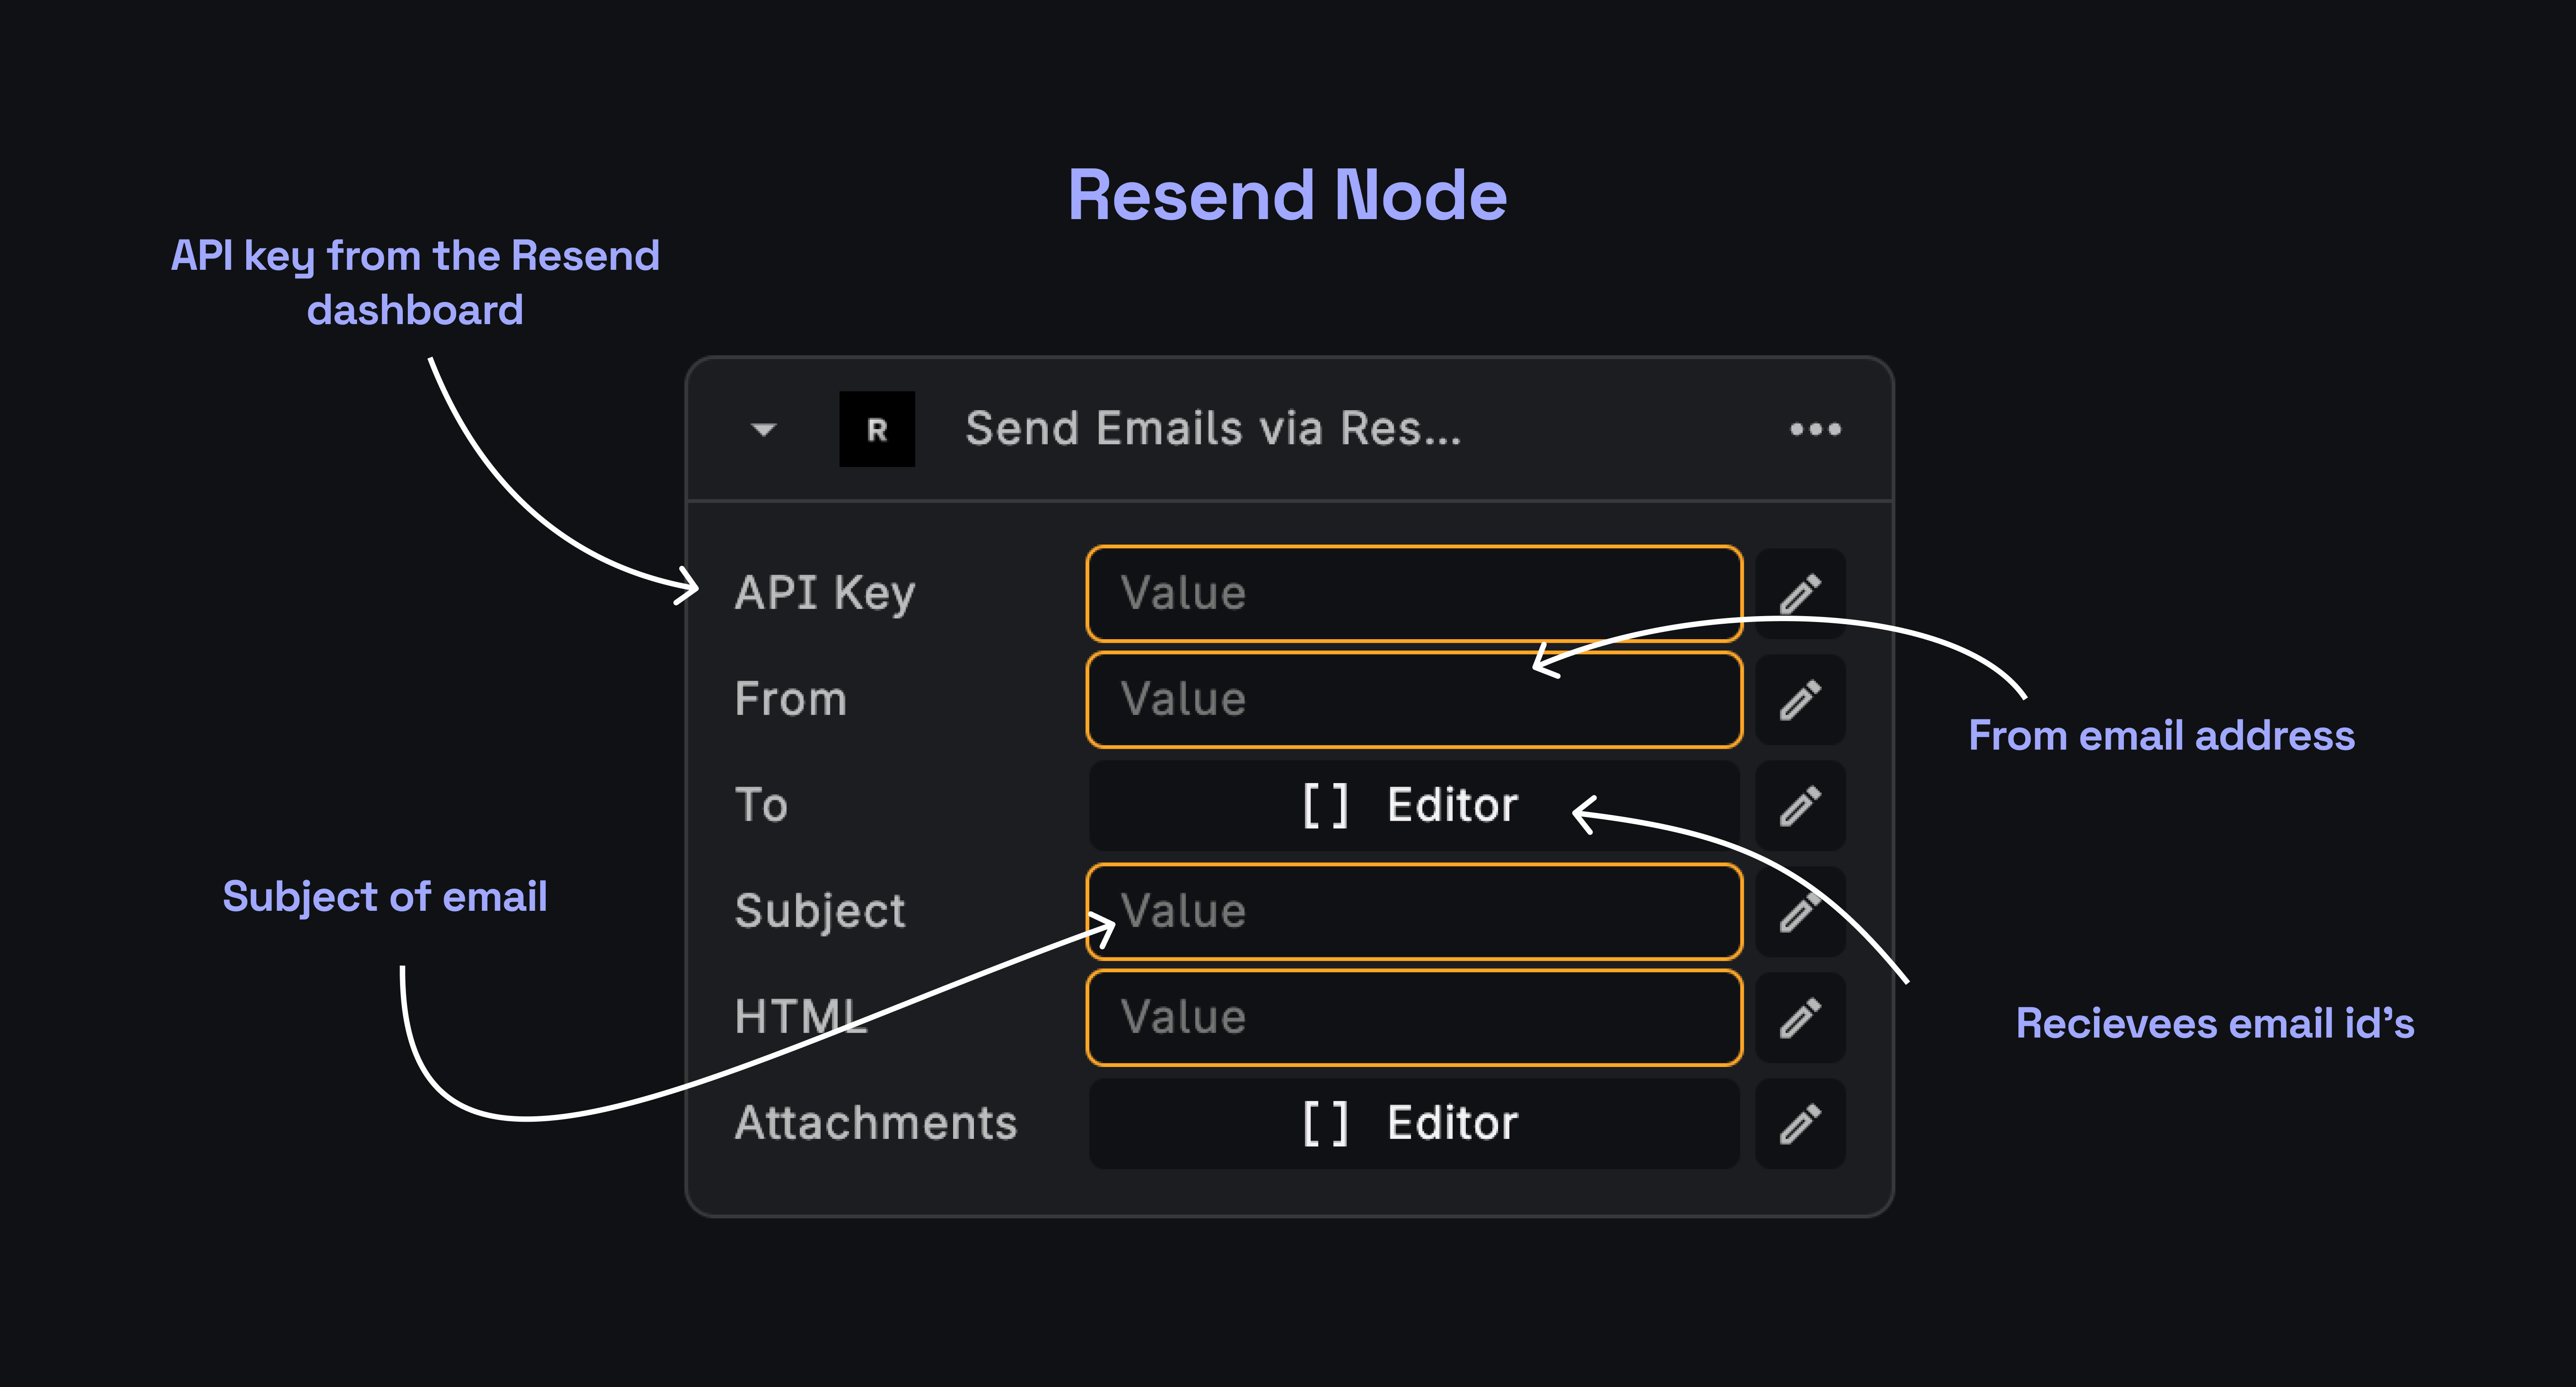 Resend Node
API key from the Resend
dashboard
R Send Emails via Res...
API Key Value
From Value
From email address
To [] Editor
Subject of email
Subject Value
HTML Value
Recievees email id's
Attachments [] Editor